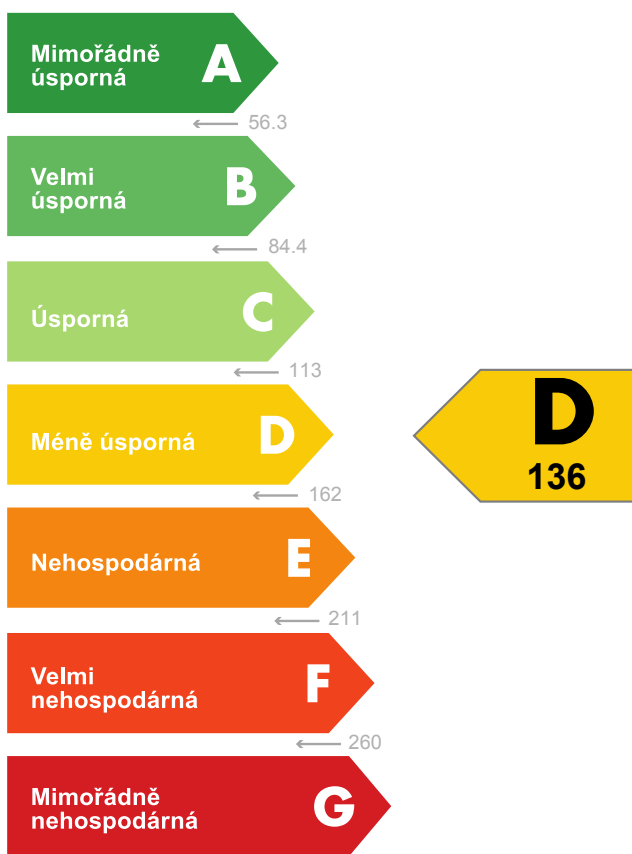 Mimořádně
úsporná
A
56.3
Velmi
úsporná
B
84.4
Úsporná
C
113
Méně úsporná
D
D
136
162
Nehospodárná
E
211
Velmi
nehospodárná
F
260
Mimořádně
nehospodárná
G